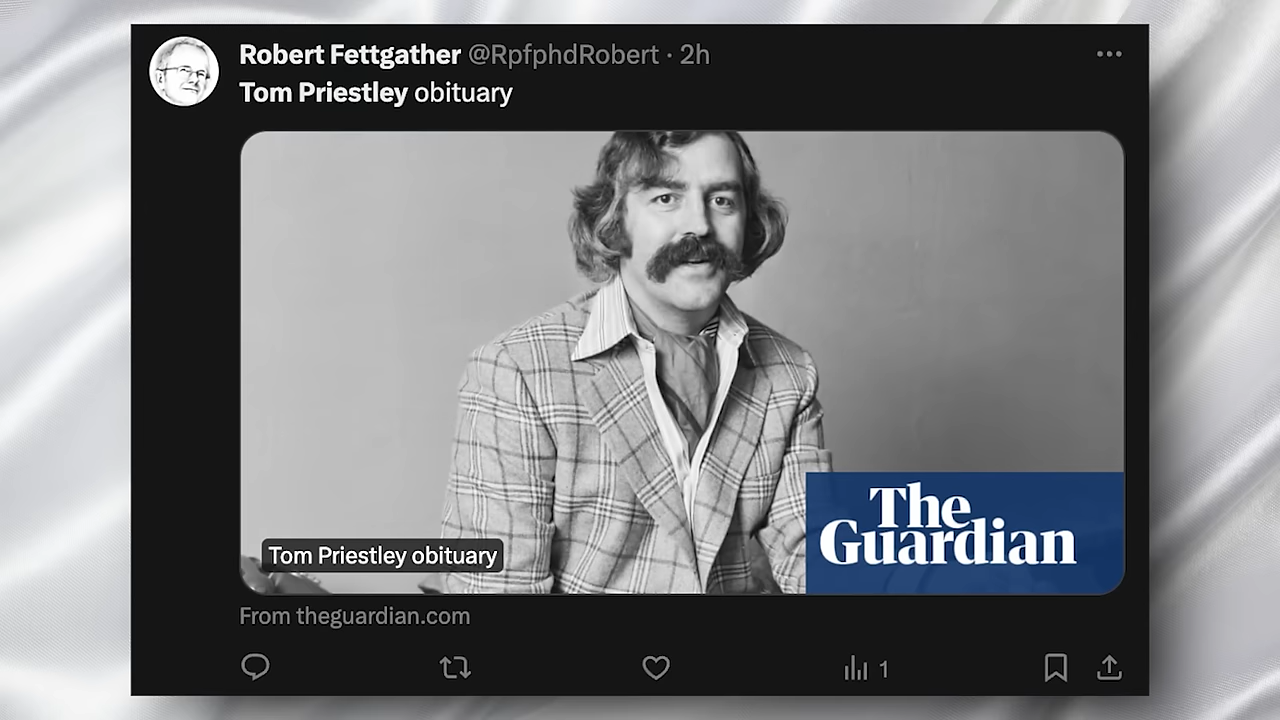 Robert Fettgather @RpfphdRobert · 2h
Tom Priestley obituary
Tom Priestley obituary
The
Guardian
From theguardian.com
1